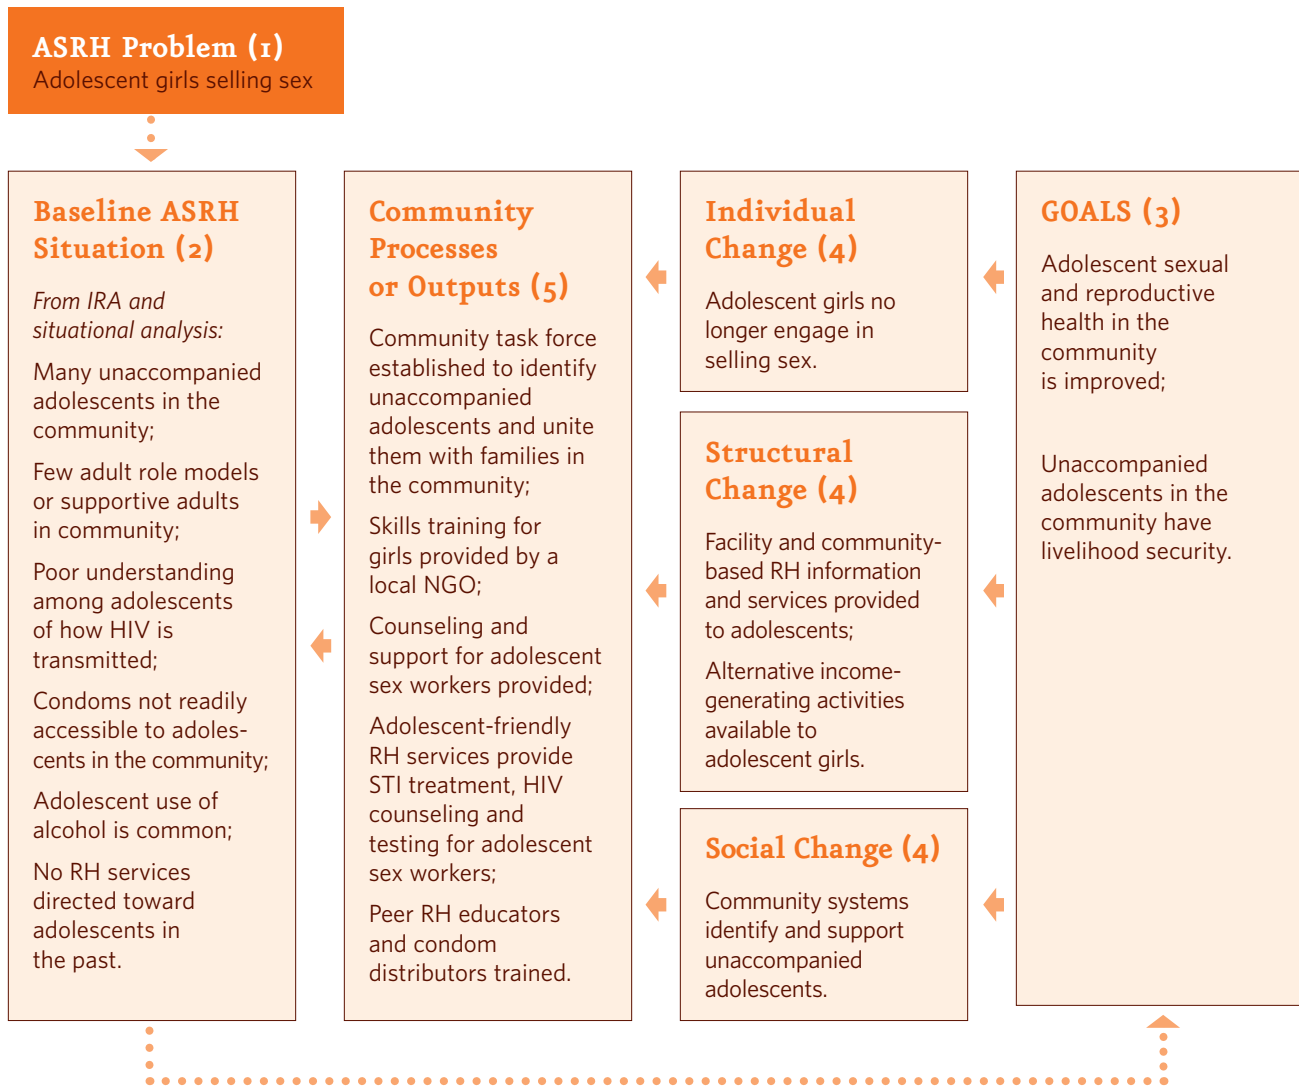 ASRH Problem (1)
Adolescent girls selling sex
Baseline ASRH
Situation (2)
From IRA and
situational analysis:
Many unaccompanied
adolescents in the
community;
Few adult role models
or supportive adults
in community;
Poor understanding
among adolescents
of how HIV is
transmitted;
Condoms not readily
accessible to adoles-
cents in the community;
Adolescent use of
alcohol is common;
No RH services
directed toward
adolescents in
the past.
Community
Processes
or Outputs (5)
Community task force
established to identify
unaccompanied
adolescents and unite
them with families in
the community;
Skills training for
girls provided by a
local NGO;
Counseling and
support for adolescent
sex workers provided;
Adolescent-friendly
RH services provide
STI treatment, HIV
counseling and
testing for adolescent
sex workers;
Peer RH educators
and condom
distributors trained.
Individual
Change (4)
Adolescent girls no
longer engage in
selling sex.
Structural
Change (4)
Facility and community-
based RH information
and services provided
to adolescents;
Alternative income-
generating activities
available to
adolescent girls.
Social Change (4)
Community systems
identify and support
unaccompanied
adolescents.
GOALS (3)
Adolescent sexual
and reproductive
health in the
community
is improved;
Unaccompanied
adolescents in the
community have
livelihood security.